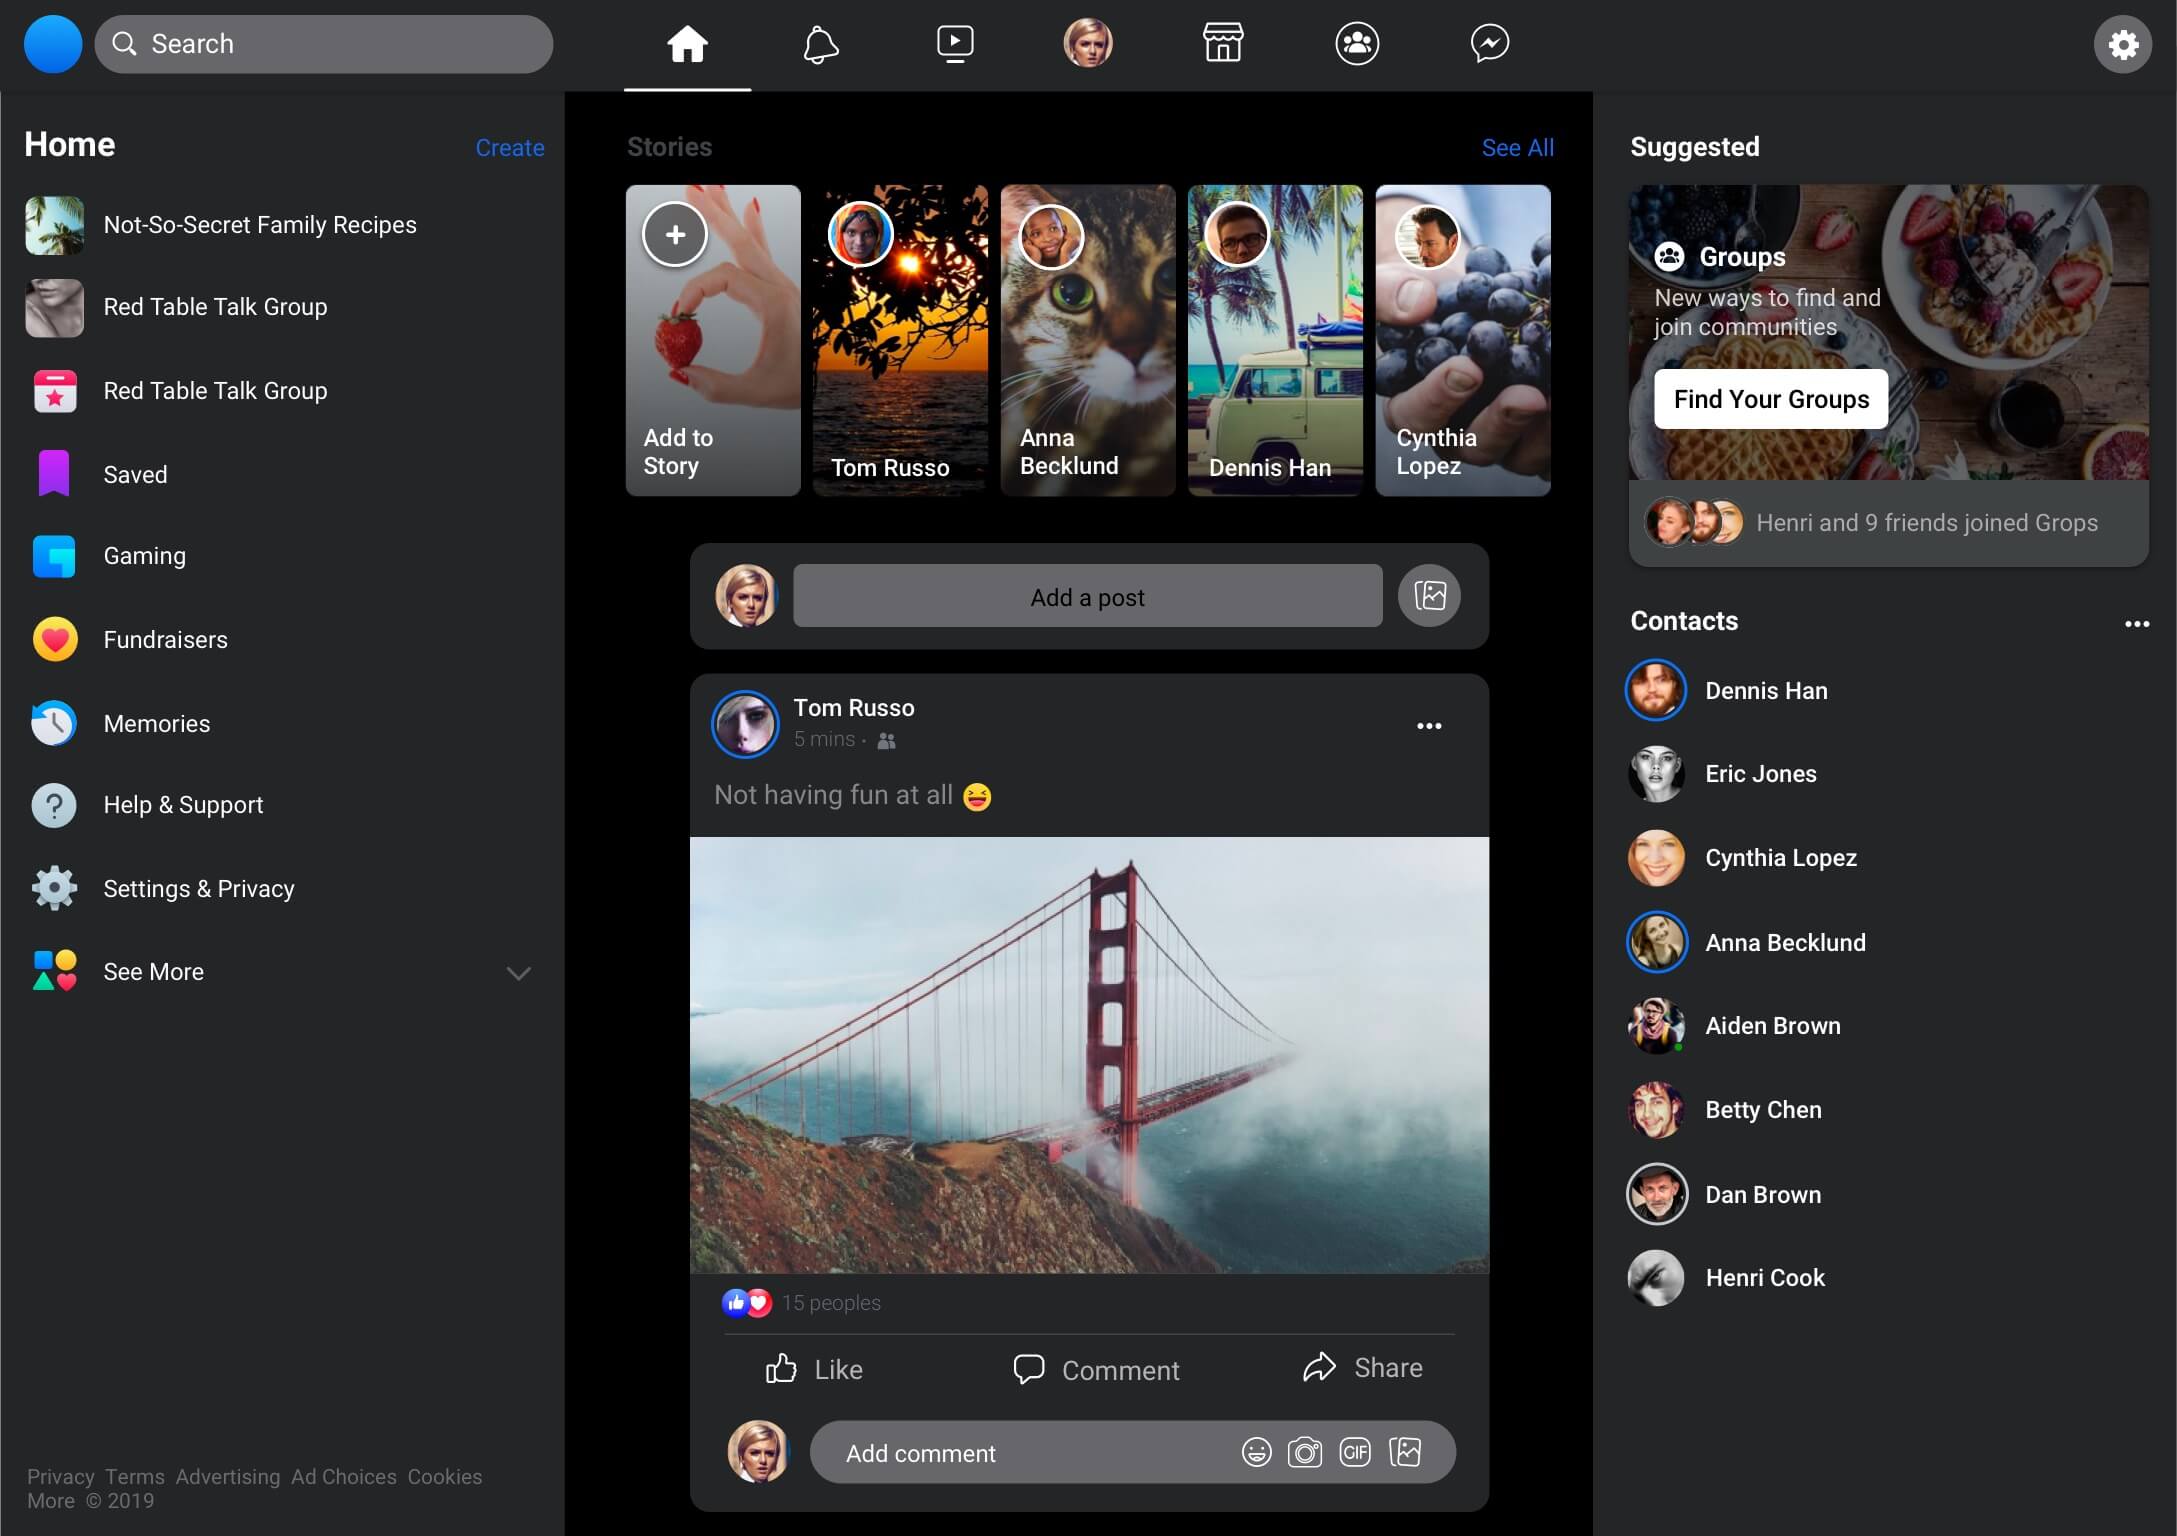 Search
Home
Create
Not-So-Secret Family Recipes
Red Table Talk Group
Red Table Talk Group
Saved
Gaming
Fundraisers
Memories
Help & Support
Settings & Privacy
See More
Privacy Terms Advertising Ad Choices Cookies
More © 2019
Stories
See All
Add to
Story
Tom Russo
Anna
Becklund
Dennis Han
Cynthia
Lopez
Add a post
Tom Russo
5 mins ·
Not having fun at all 😆
15 peoples
Like
Comment
Share
Add comment
GIF
Suggested
Groups
New ways to find and
join communities
Find Your Groups
Henri and 9 friends joined Grops
Contacts
Dennis Han
Eric Jones
Cynthia Lopez
Anna Becklund
Aiden Brown
Betty Chen
Dan Brown
Henri Cook